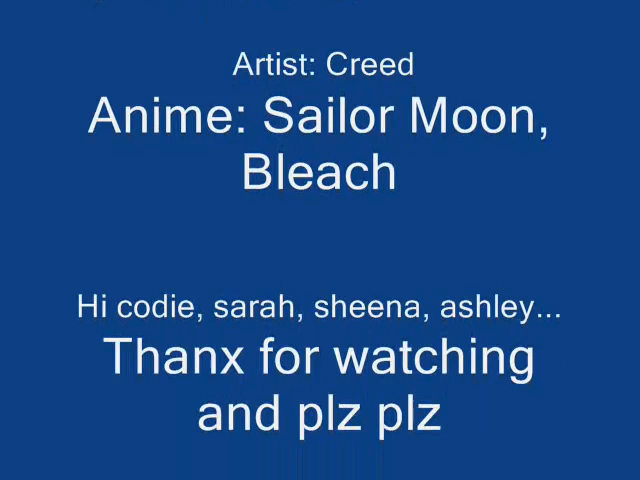 Artist: Creed
Anime: Sailor Moon,
Bleach
Hi codie, sarah, sheena, ashley...
Thanx for watching
and plz plz